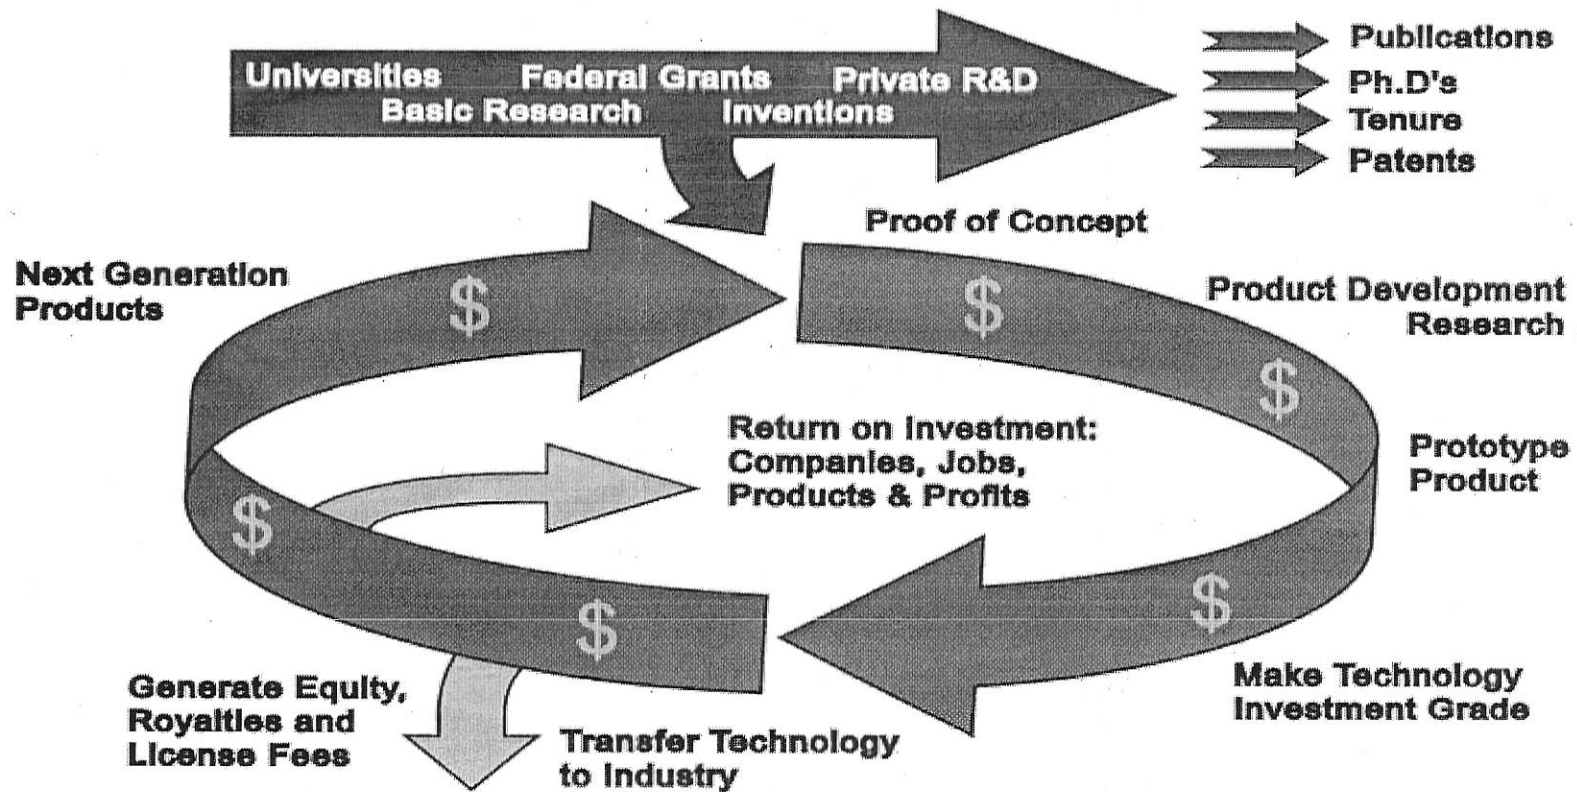 Universities Federal Grants Private R&D
Basic Research Inventions
Publications
Ph.D's
Tenure
Patents
Proof of Concept
Next Generation
Products
$
$
Product Development
Research
$
Return on Investment:
Companies, Jobs,
Products & Profits
Prototype
Product
$
$
$
Make Technology
Investment Grade
Generate Equity,
Royalties and
License Fees
Transfer Technology
to Industry